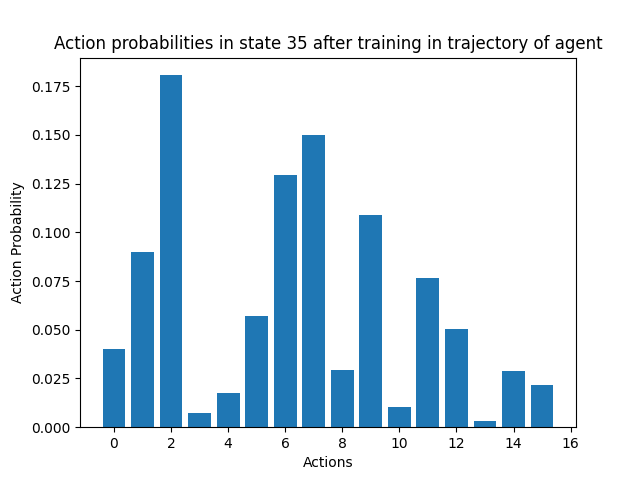 Action probabilities in state 35 after training in trajectory of agent
0.175
0.150
0.125
0.100
0.075
0.050
0.025
0.000
Action Probability
0 2 4 6 8 10 12 14 16
Actions